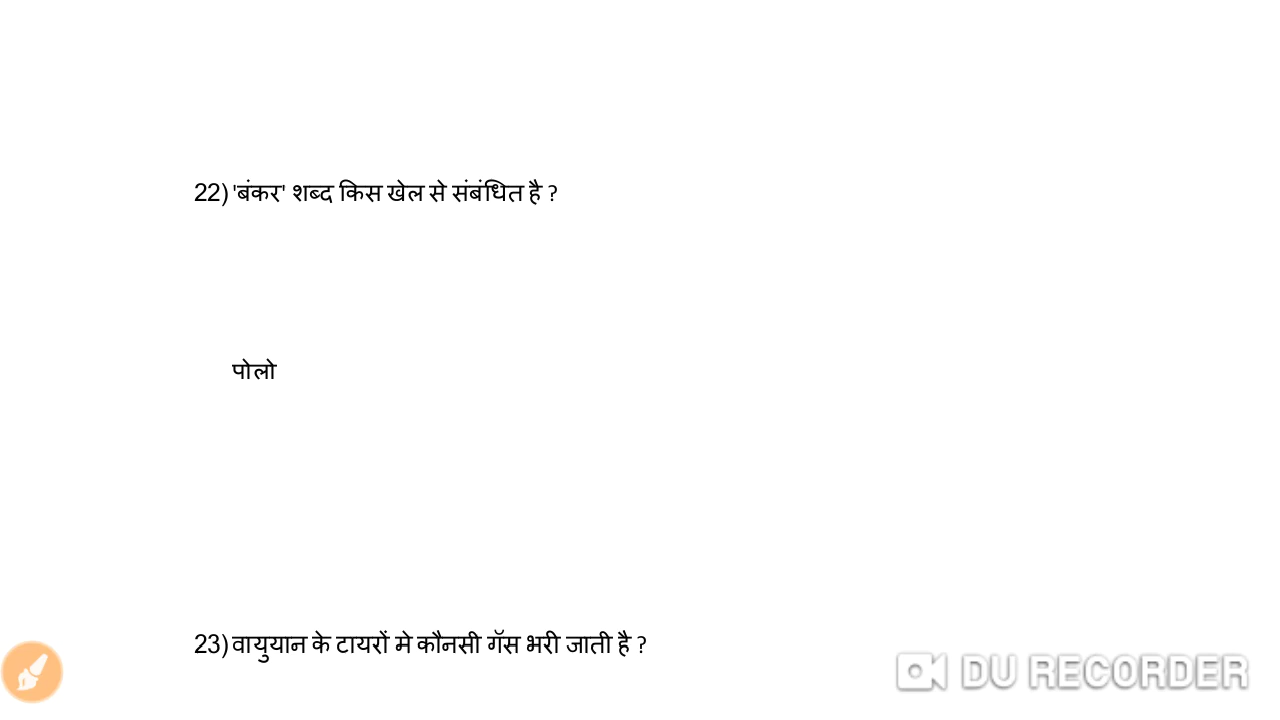 22) 'बंकर' शब्द किस खेल से संबंधित है ?
पोलो
23) वायुयान के टायरों मे कौनसी गॅस भरी जाती है ?
DU RECORDER